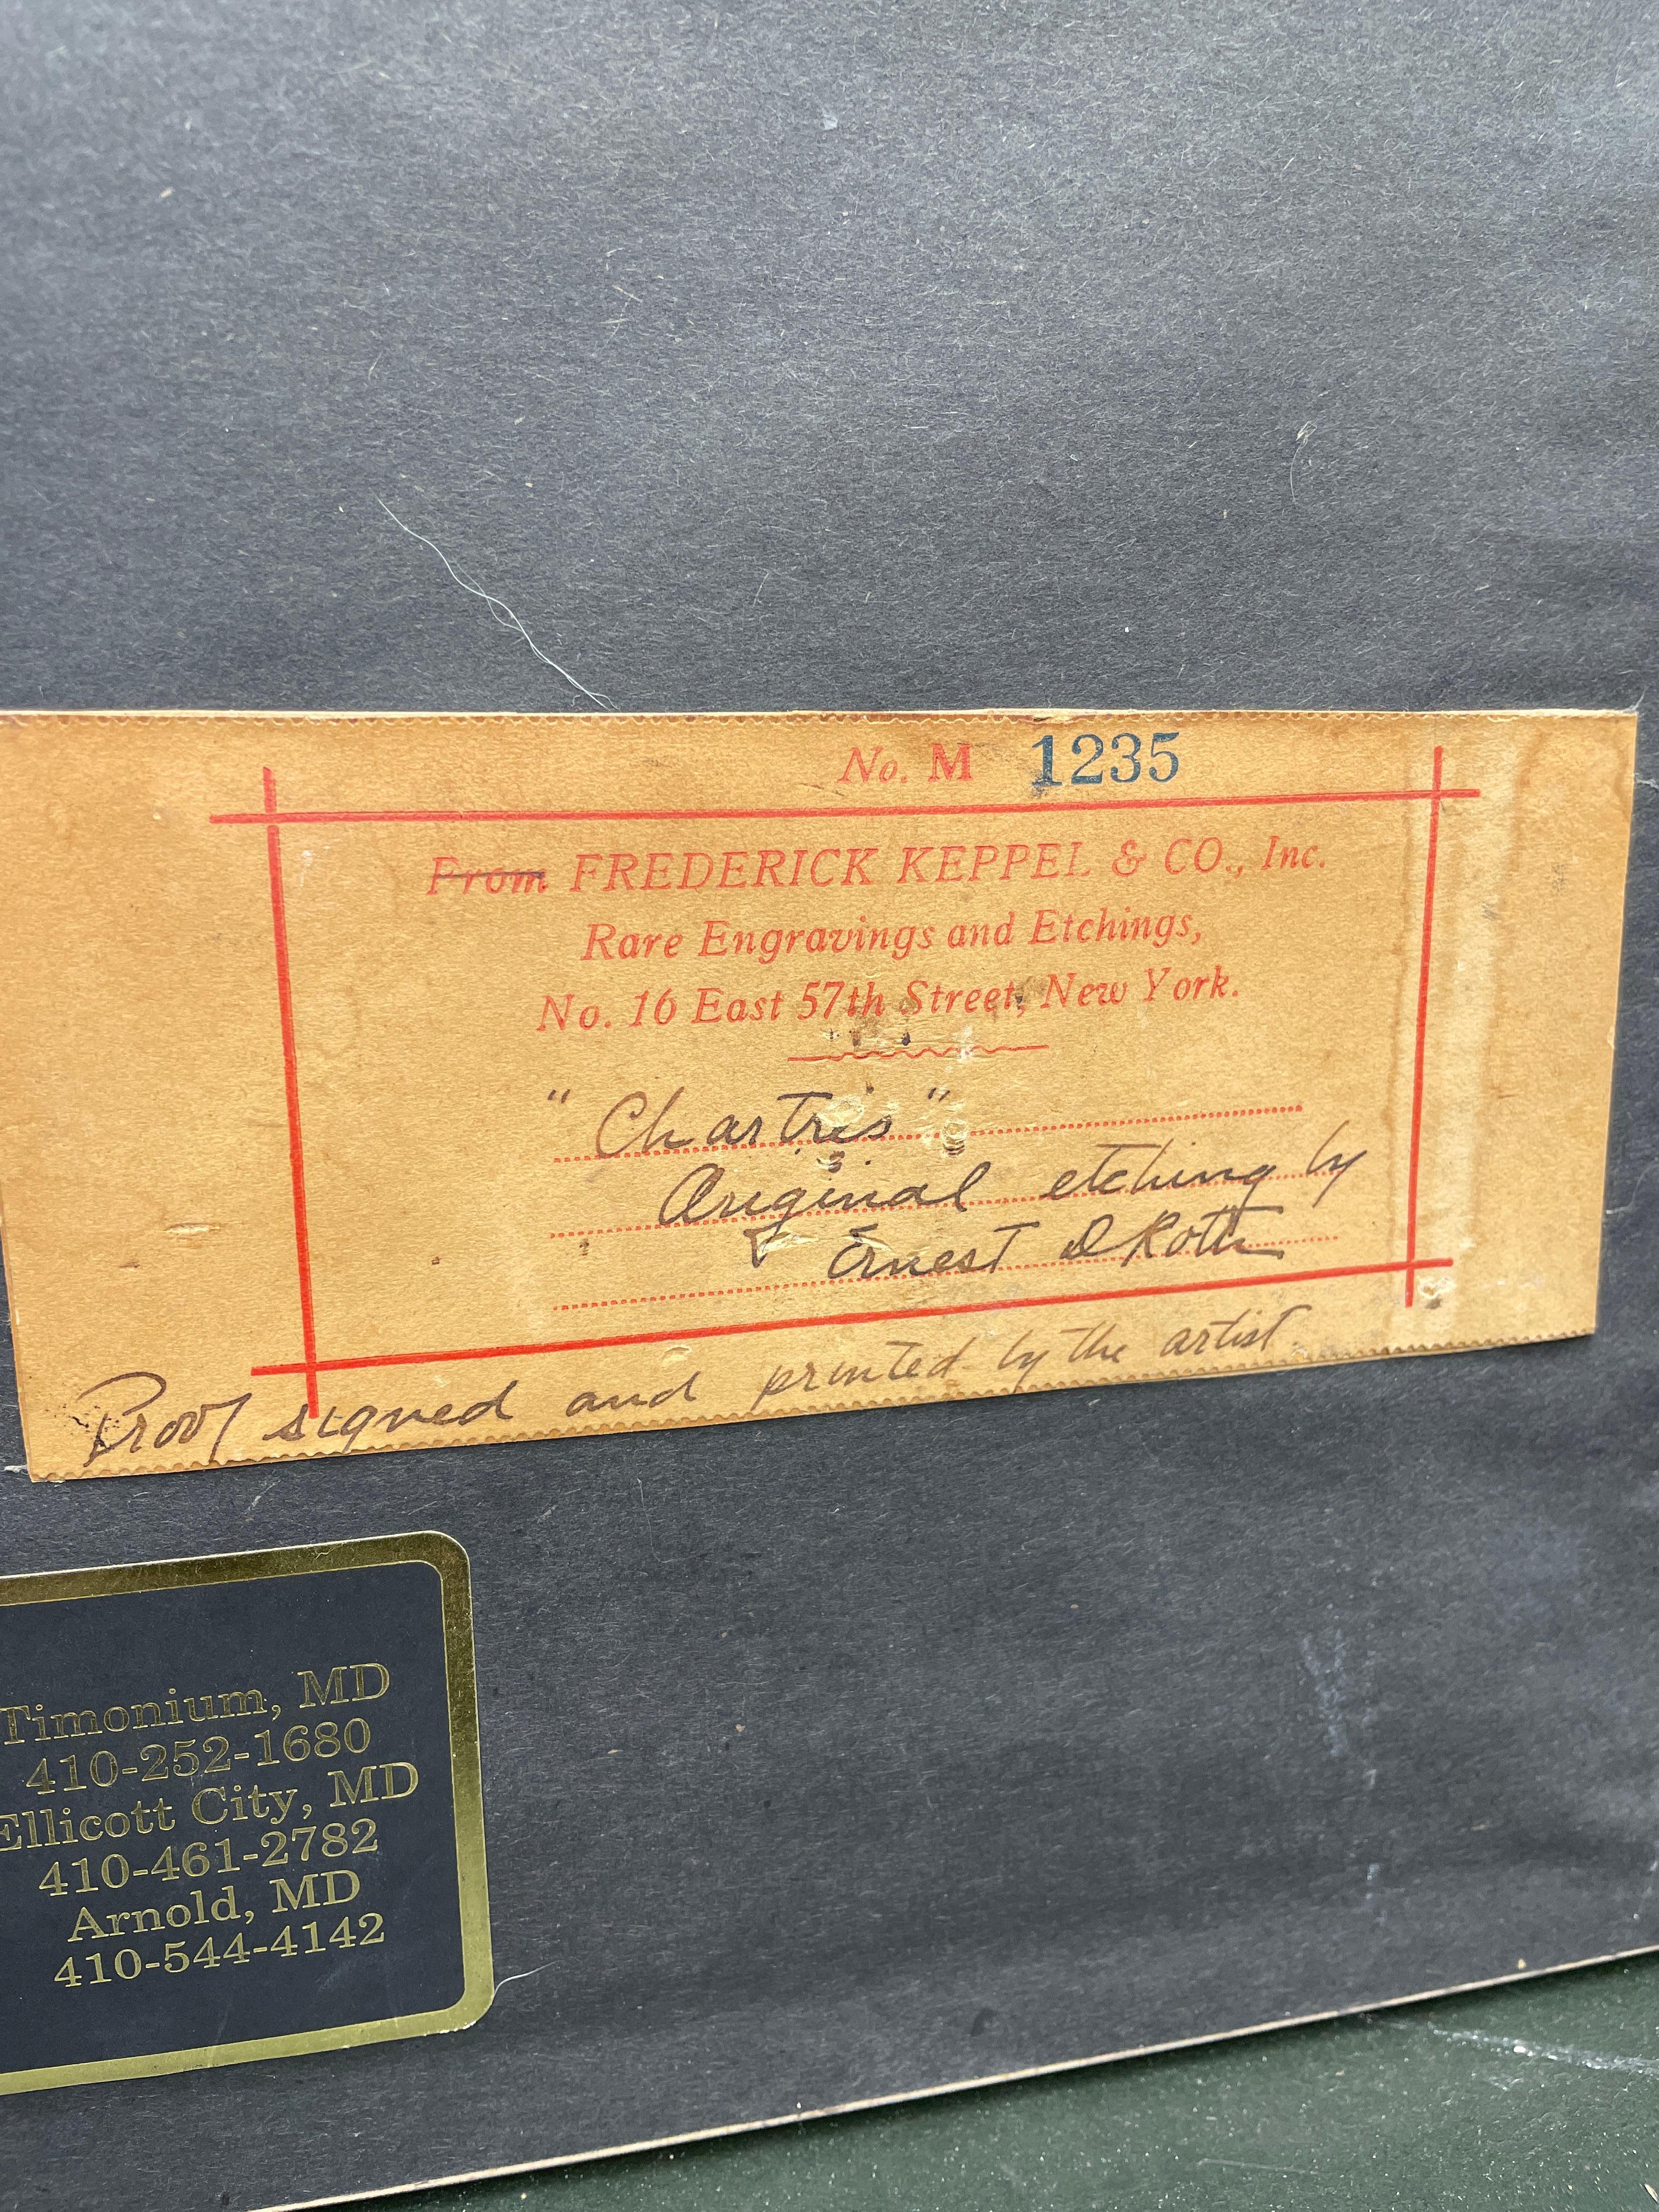 No. M 1235
From FREDERICK KEPPEL & CO., Inc.
Rare Engravings and Etchings,
No. 16 East 57th Street, New York.
"Chartres"
Original etching by
Ernest D Roth
Proof signed and printed by the artist
Timonium, MD
410-252-1680
Ellicott City, MD
410-461-2782
Arnold, MD
410-544-4142